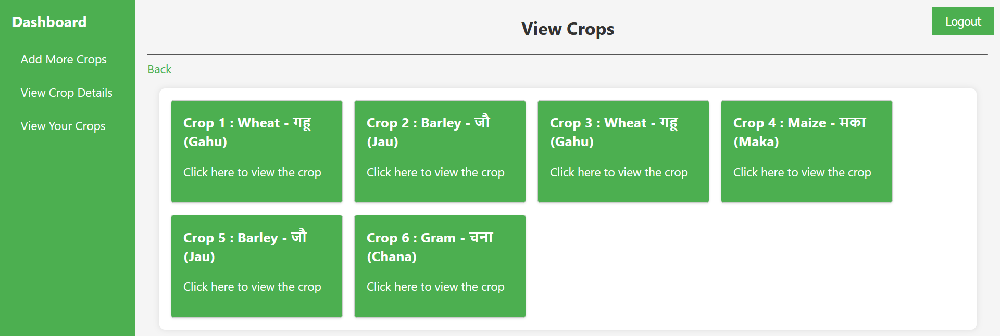 Dashboard
Add More Crops
View Crop Details
View Your Crops
View Crops
Logout
Back
Crop 1 : Wheat - गहू
(Gahu)
Click here to view the crop
Crop 2 : Barley - जौ
(Jau)
Click here to view the crop
Crop 3 : Wheat - गहू
(Gahu)
Click here to view the crop
Crop 4 : Maize - मका
(Maka)
Click here to view the crop
Crop 5 : Barley - जौ
(Jau)
Click here to view the crop
Crop 6 : Gram - चना
(Chana)
Click here to view the crop